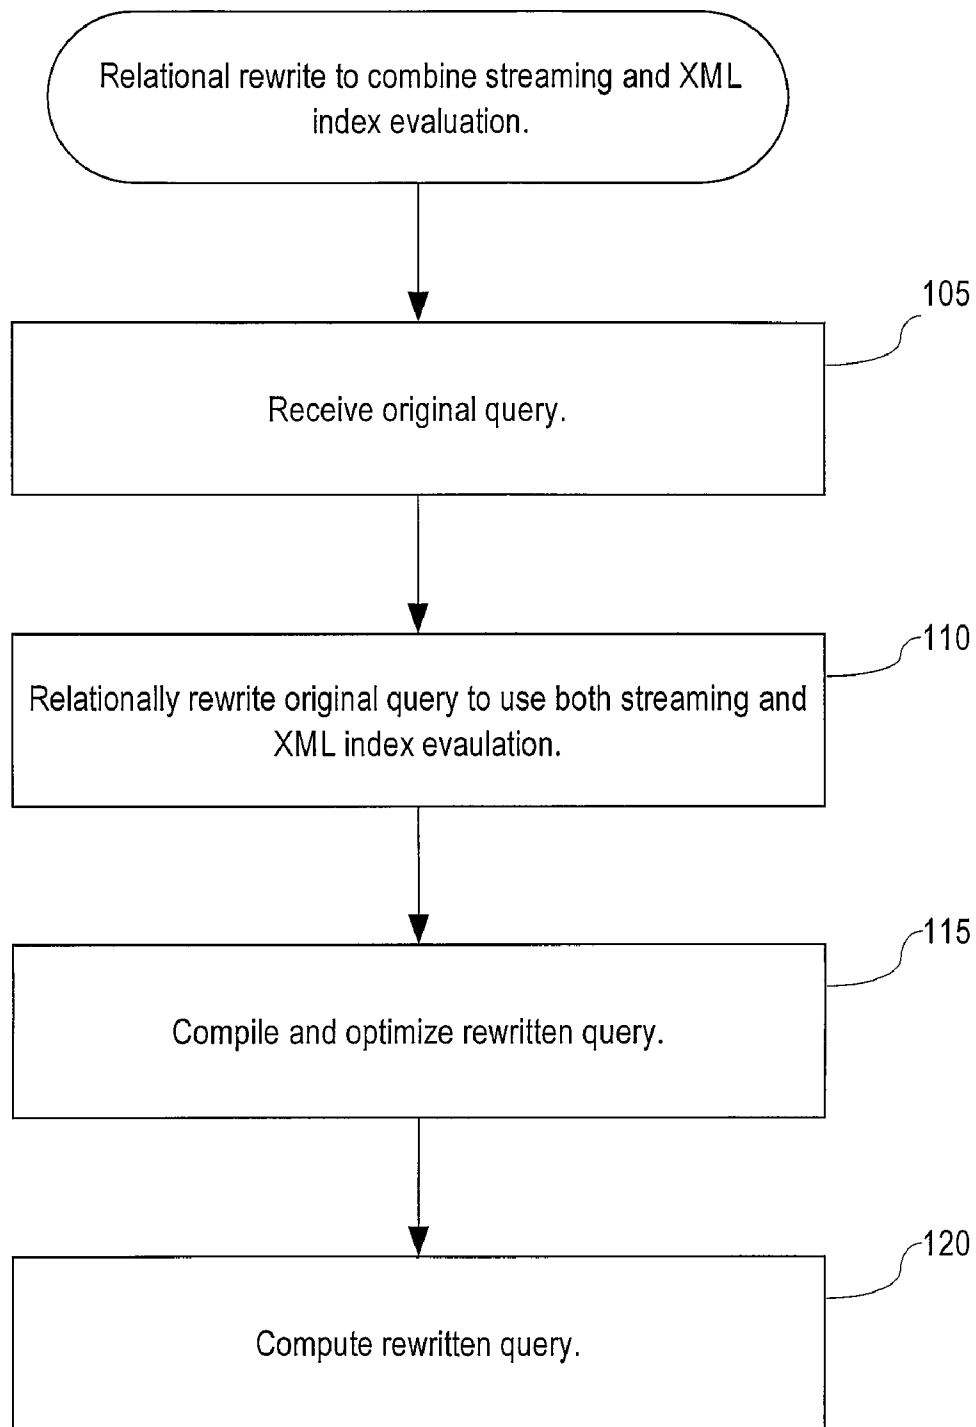 Relational rewrite to combine streaming and XML
index evaluation.
105
Receive original query.
110
Relationally rewrite original query to use both streaming and
XML index evaulation.
115
Compile and optimize rewritten query.
120
Compute rewritten query.